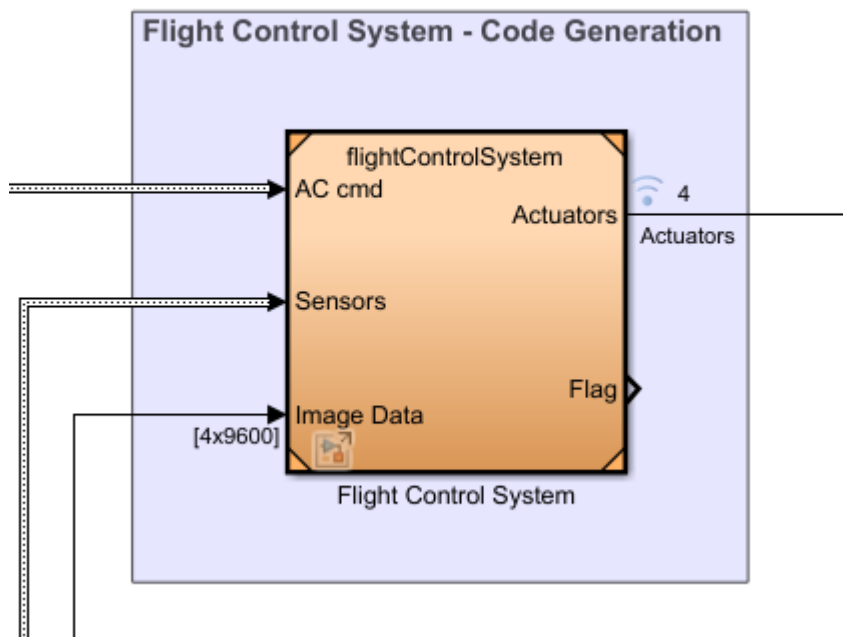 Flight Control System - Code Generation
flightControlSystem
AC cmd
4
Actuators
Actuators
Sensors
Flag
Image Data
[4x9600]
Flight Control System